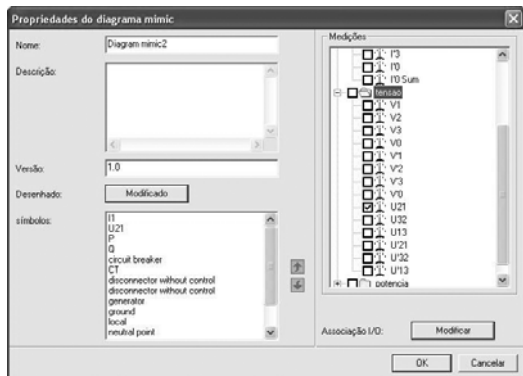 Propriedades do diagrama mimic
Nome:
Diagram mimic2
Descrição:
Versão:
1.0
Desenhado:
Modificado
símbolos:
I1
U21
P
Q
circuit breaker
CT
disconnector without control
disconnector without control
generator
ground
local
neutral point
Medições
I'3
I'0
I'0 Sum
tensao
V1
V2
V3
V0
V'1
V'2
V'3
V'0
U21
U32
U13
U'21
U'32
U'13
potencia
Associação I/O:
Modificar
OK
Cancelar